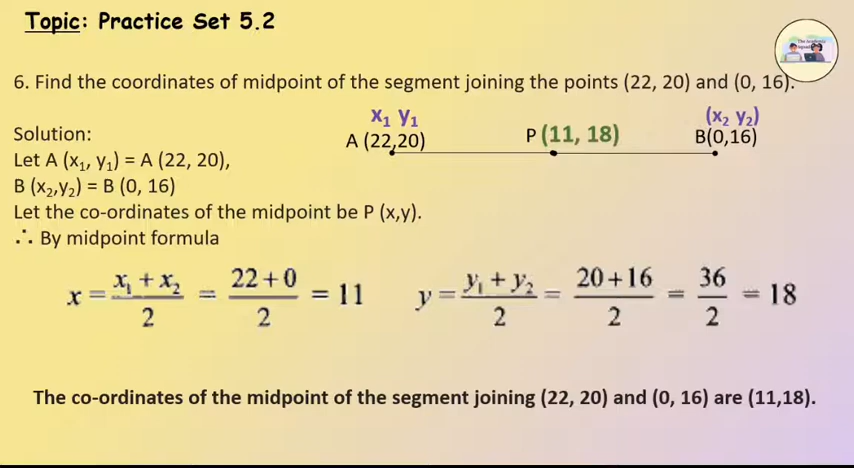 Topic: Practice Set 5.2
6. Find the coordinates of midpoint of the segment joining the points (22, 20) and (0, 16).
x₁ y₁
(x₂ y₂)
Solution:
A (22,20)
P (11, 18)
B(0,16)
Let A (x₁, y₁) = A (22, 20),
B (x₂,y₂) = B (0, 16)
Let the co-ordinates of the midpoint be P (x,y).
∴ By midpoint formula
x = (x₁ + x₂)/2 = (22+0)/2 = 11
y = (y₁ + y₂)/2 = (20+16)/2 = 36/2 = 18
The co-ordinates of the midpoint of the segment joining (22, 20) and (0, 16) are (11,18).